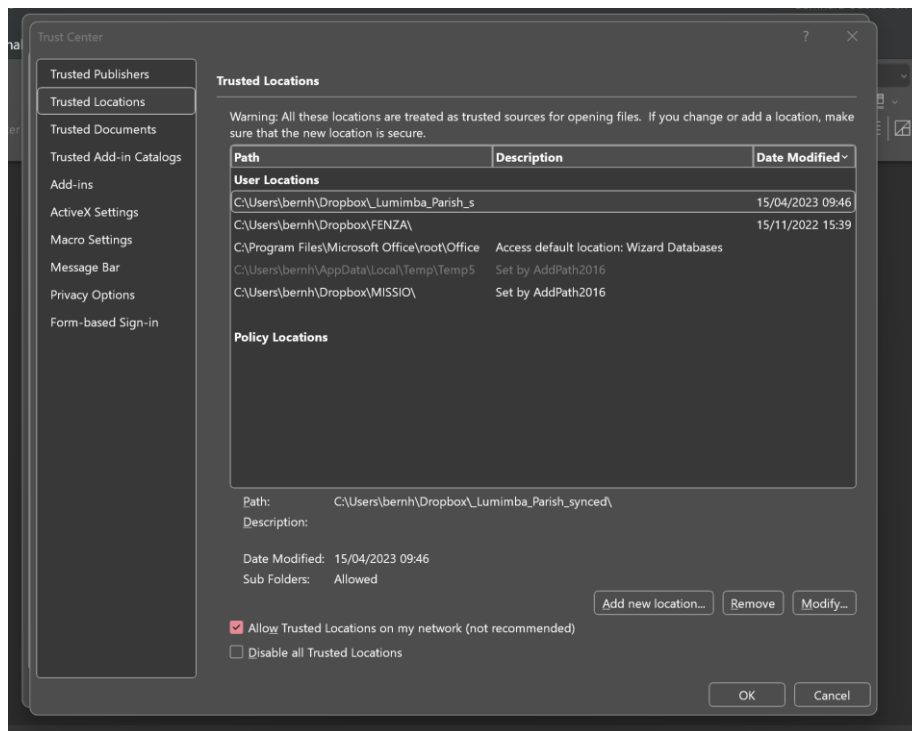 Trust Center
Trusted Publishers
Trusted Locations
Trusted Documents
Trusted Add-in Catalogs
Add-ins
ActiveX Settings
Macro Settings
Message Bar
Privacy Options
Form-based Sign-in
Trusted Locations
Warning: All these locations are treated as trusted sources for opening files.  If you change or add a location, make
sure that the new location is secure.
Path Description Date Modified
User Locations
C:\Users\bernh\Dropbox\_Lumimba_Parish_s 15/04/2023 09:46
C:\Users\bernh\Dropbox\FENZA\ 15/11/2022 15:39
C:\Program Files\Microsoft Office\root\Office Access default location: Wizard Databases
C:\Users\bernh\AppData\Local\Temp\Temp5 Set by AddPath2016
C:\Users\bernh\Dropbox\MISSIO\ Set by AddPath2016
Policy Locations
Path: C:\Users\bernh\Dropbox\_Lumimba_Parish_synced\
Description:
Date Modified: 15/04/2023 09:46
Sub Folders: Allowed
Add new location... Remove Modify...
Allow Trusted Locations on my network (not recommended)
Disable all Trusted Locations
OK Cancel